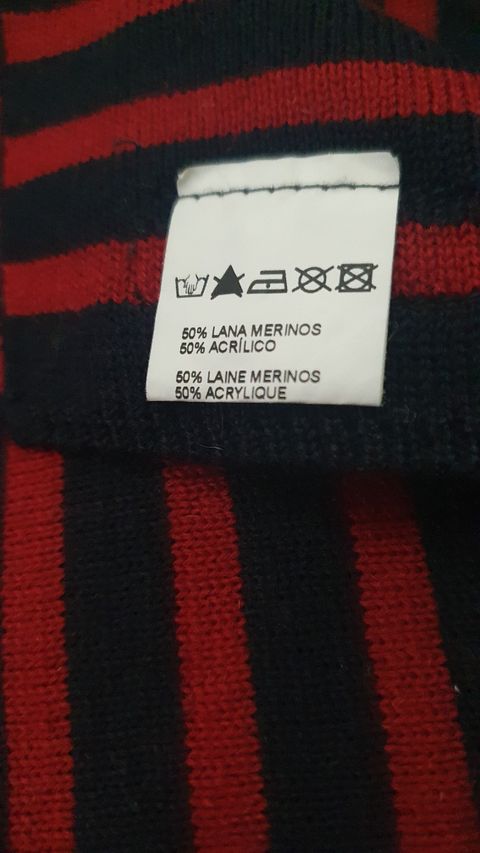 50% LANA MERINOS
50% ACRÍLICO
50% LAINE MERINOS
50% ACRYLIQUE